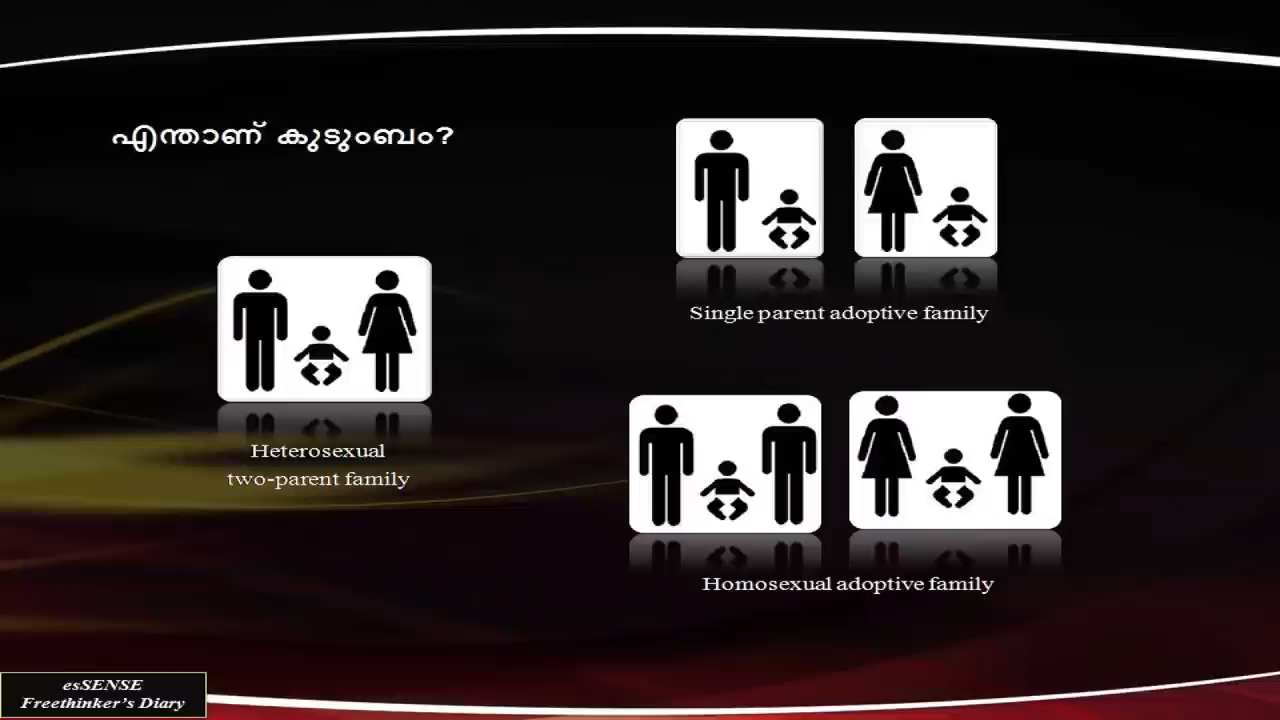 എന്താണ് കുടുംബം?
Heterosexual
two-parent family
Single parent adoptive family
Homosexual adoptive family
esSENSE
Freethinker's Diary